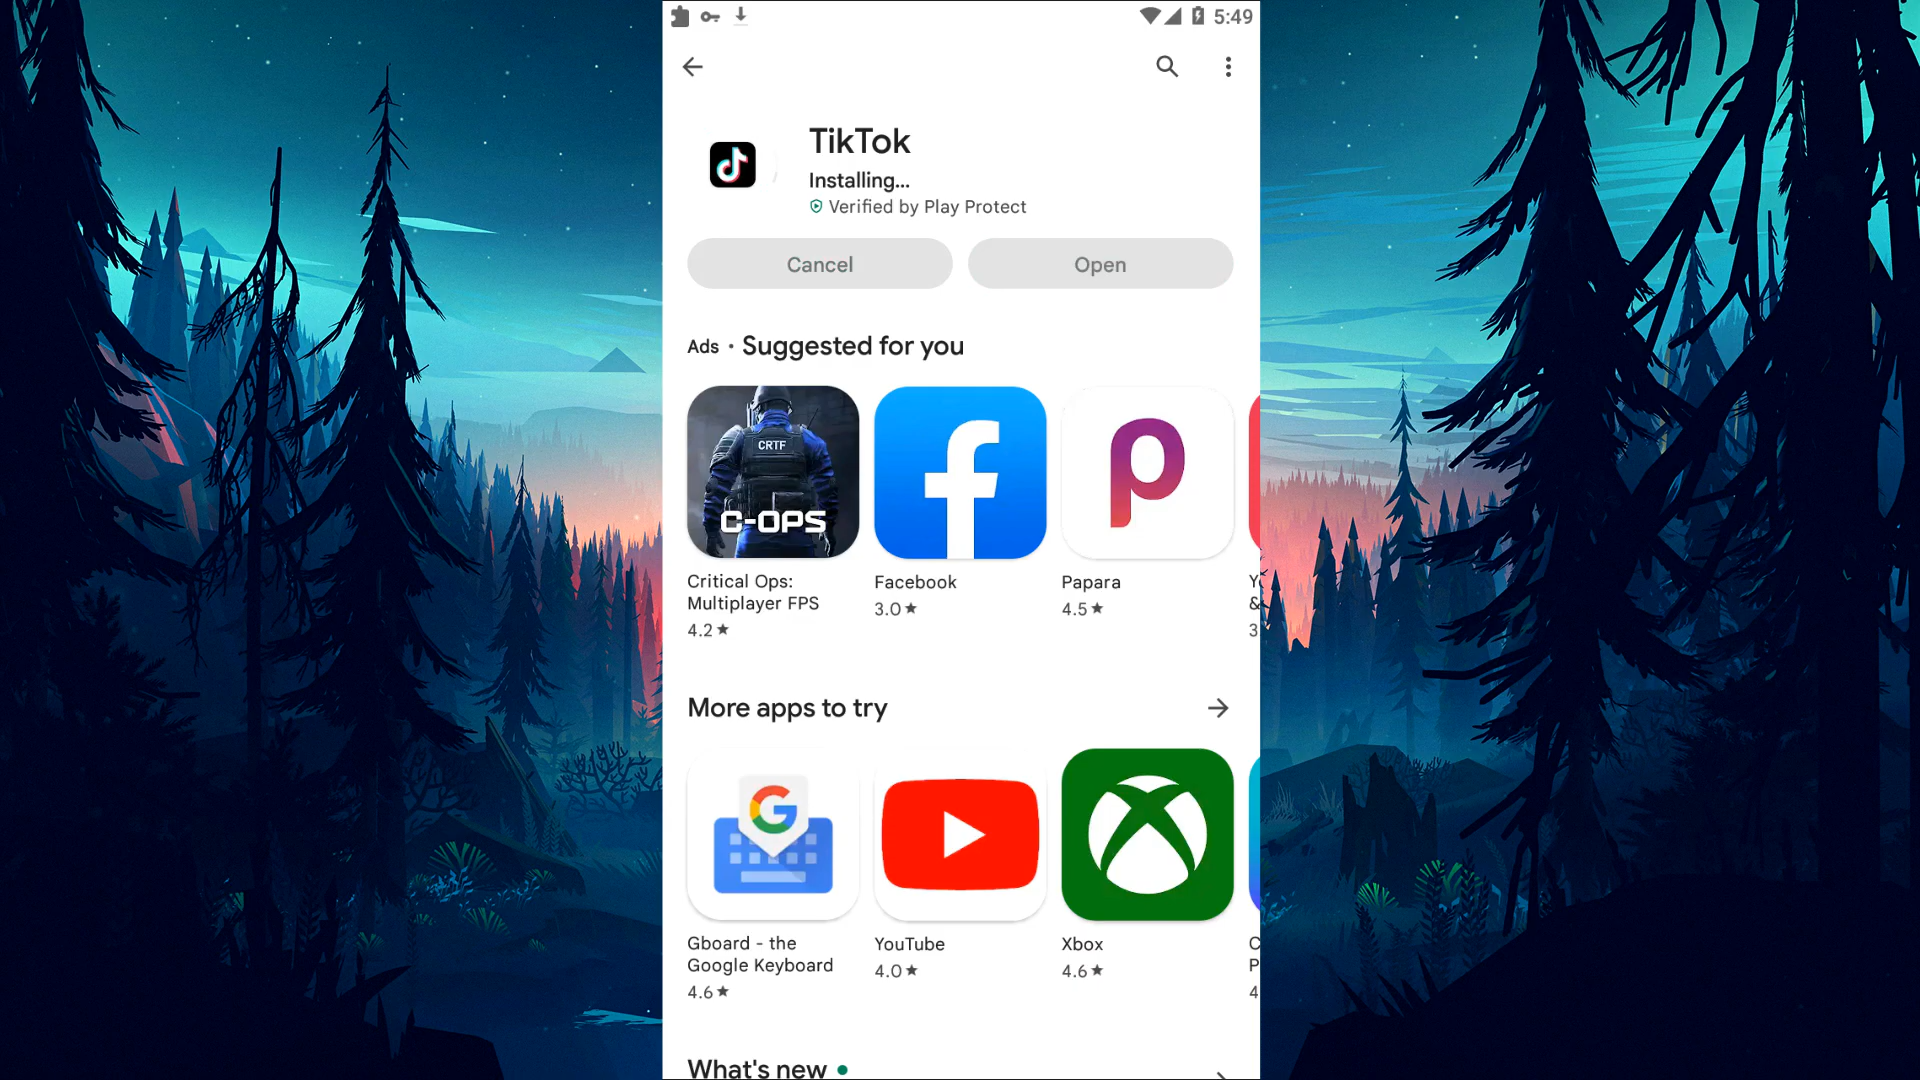 5:49
TikTok
Installing...
Verified by Play Protect
Cancel
Open
Ads • Suggested for you
CRTF
C-OPS
Critical Ops:
Multiplayer FPS
4.2★
Facebook
3.0★
Papara
4.5★
&
3
More apps to try
Gboard - the
Google Keyboard
4.6★
YouTube
4.0★
Xbox
4.6★
C
P
4
What's new